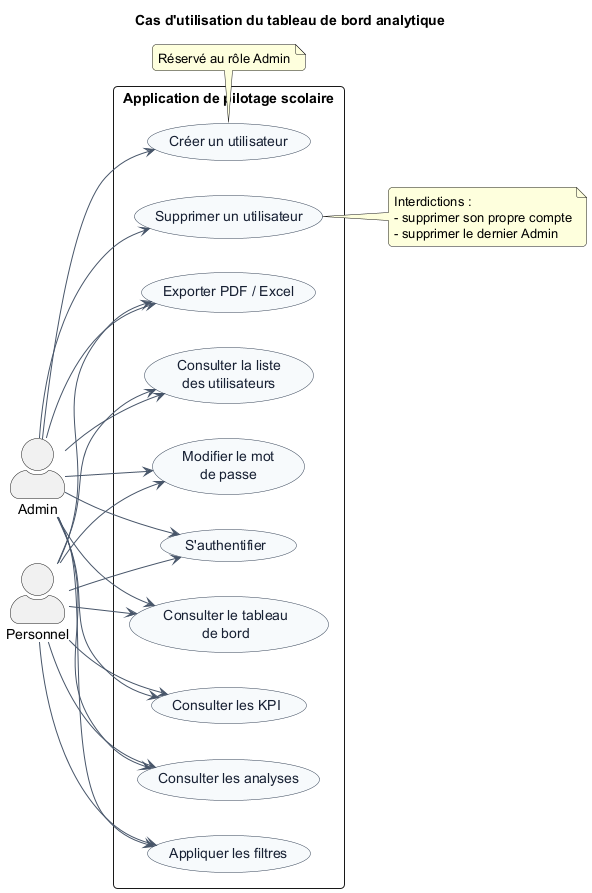 Cas d'utilisation du tableau de bord analytique
Réservé au rôle Admin
Application de pilotage scolaire
Créer un utilisateur
Supprimer un utilisateur
Interdictions :
- supprimer son propre compte
- supprimer le dernier Admin
Exporter PDF / Excel
Consulter la liste
des utilisateurs
Modifier le mot
de passe
Admin
S'authentifier
Personnel
Consulter le tableau
de bord
Consulter les KPI
Consulter les analyses
Appliquer les filtres